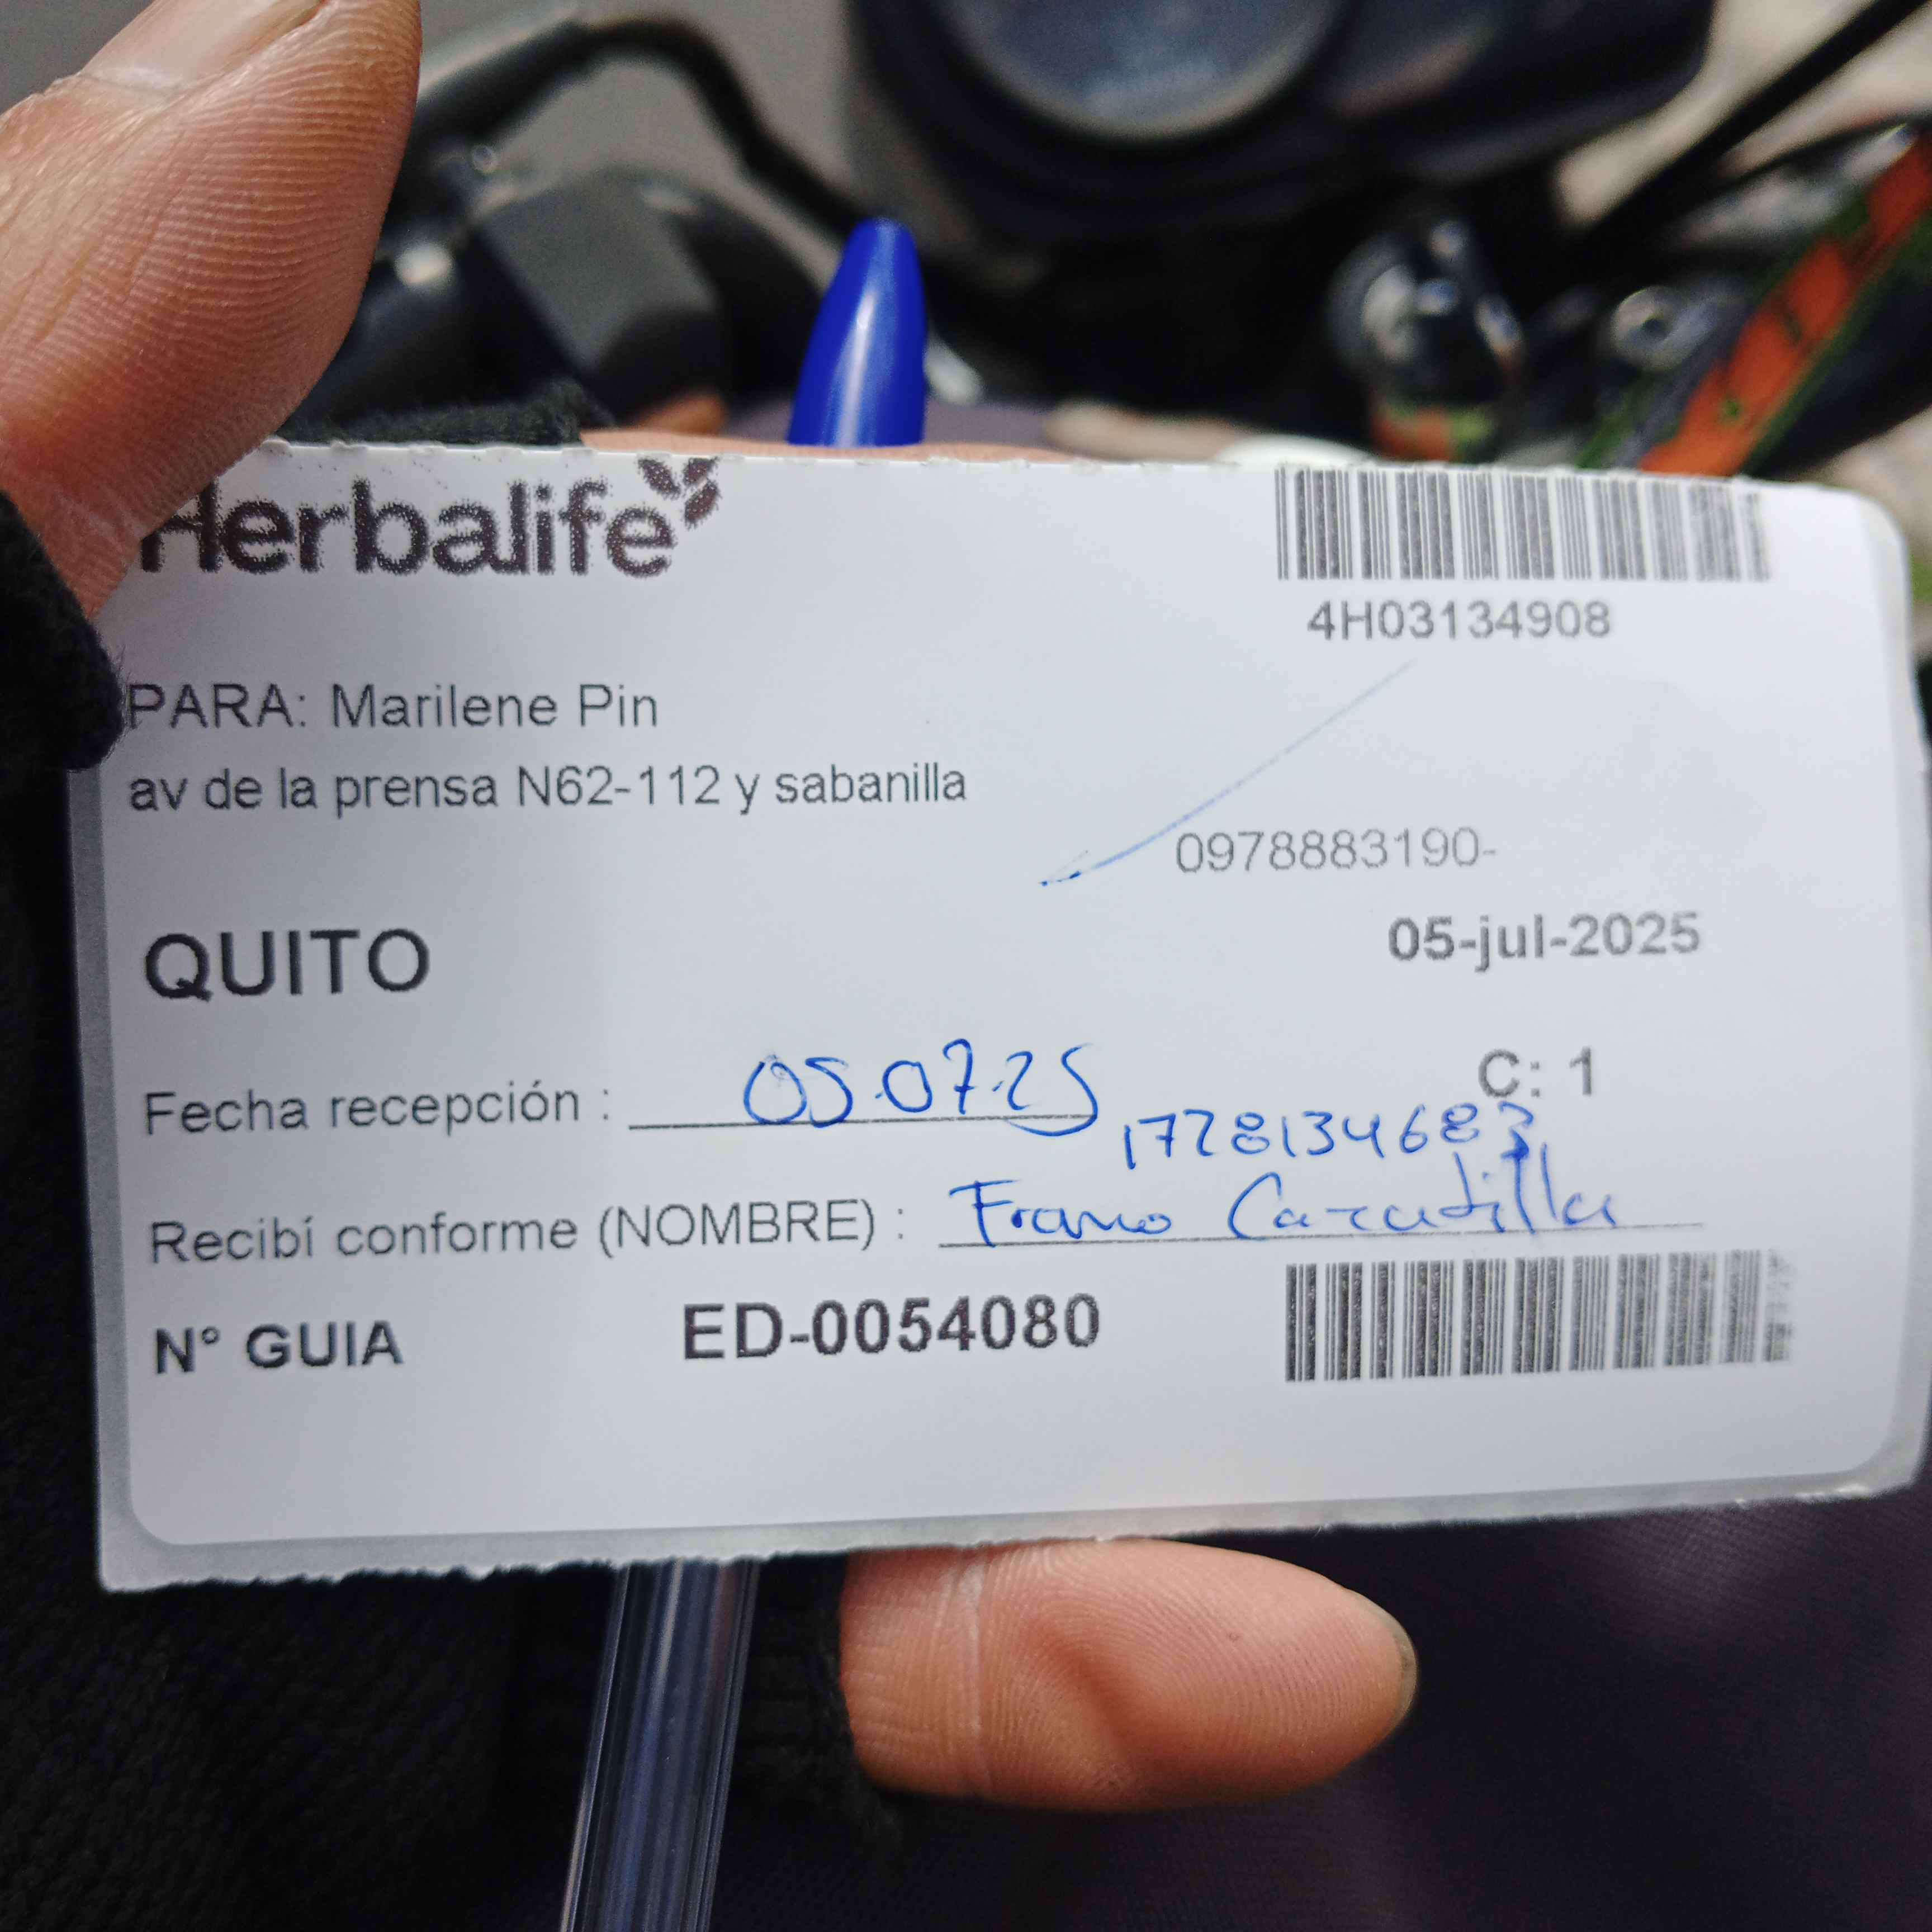 Herbalife
4H03134908
PARA: Marilene Pin
av de la prensa N62-112 y sabanilla
0978883190-
QUITO
05-jul-2025
C: 1
Fecha recepción : 05.07.25
1728134683
Recibí conforme (NOMBRE) :
N° GUIA ED-0054080